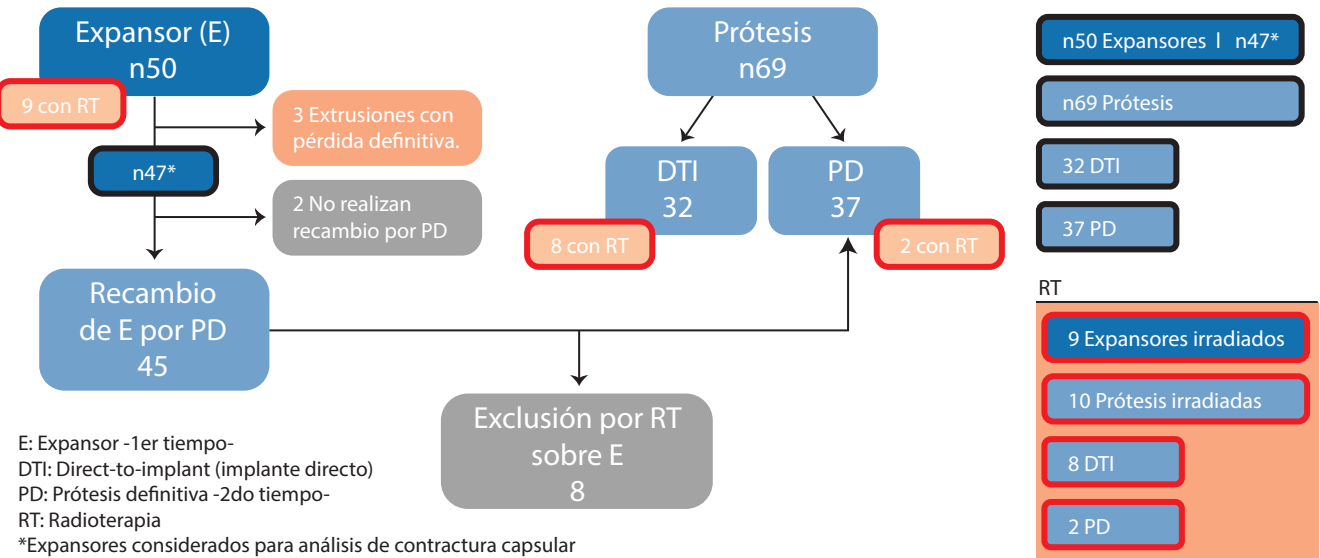 Expansor (E)
n50
9 con RT
3 Extrusiones con
pérdida definitiva.
n47*
2 No realizan
recambio por PD
Recambio
de E por PD
45
Prótesis
n69
DTI
32
8 con RT
PD
37
2 con RT
Exclusión por RT
sobre E
8
E: Expansor -1er tiempo-
DTI: Direct-to-implant (implante directo)
PD: Prótesis definitiva -2do tiempo-
RT: Radioterapia
*Expansores considerados para análisis de contractura capsular
n50 Expansores | n47*
n69 Prótesis
32 DTI
37 PD
RT
9 Expansores irradiados
10 Prótesis irradiadas
8 DTI
2 PD